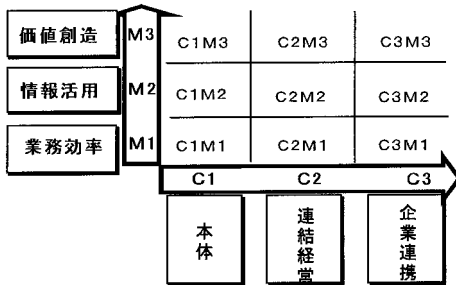 価値創造 M3 C1M3 C2M3 C3M3
情報活用 M2 C1M2 C2M2 C3M2
業務効率 M1 C1M1 C2M1 C3M1
C1 C2 C3
本体
連結経営
企業連携